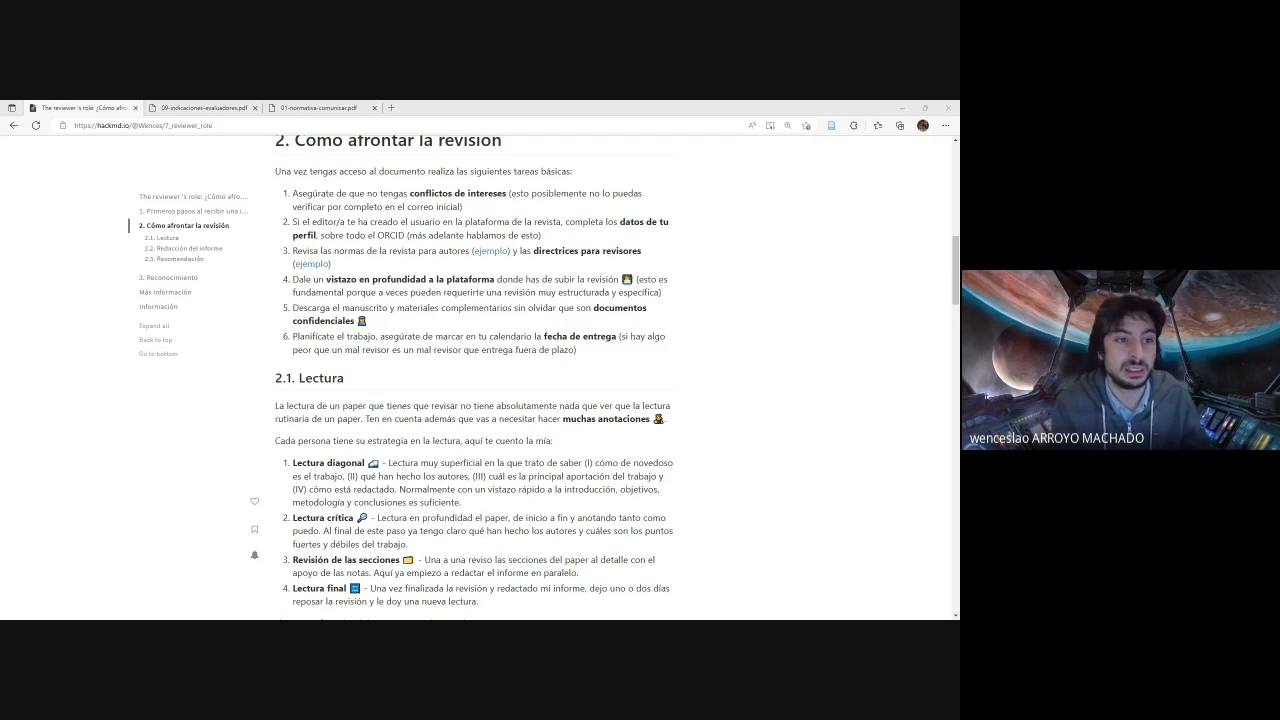 The reviewer 's role: ¿Cómo afro
09-indicaciones-evaluadores.pdf
01-normativa-comunisar.pdf
https://hackmd.io/@Wences/7_reviewer_role
2. Cómo afrontar la revisión
Una vez tengas acceso al documento realiza las siguientes tareas básicas:
The reviewer 's role: ¿Cómo afro...
1. Primeros pasos al recibir una i...
2. Cómo afrontar la revisión
2.1. Lectura
2.2. Redacción del informe
2.3. Recomendación
3. Reconocimiento
Más información
Información
Expand all
Back to top
Go to bottom
1. Asegúrate de que no tengas conflictos de intereses (esto posiblemente no lo puedas
verificar por completo en el correo inicial)
2. Si el editor/a te ha creado el usuario en la plataforma de la revista, completa los datos de tu
perfil, sobre todo el ORCID (más adelante hablamos de esto)
3. Revisa las normas de la revista para autores (ejemplo) y las directrices para revisores
(ejemplo)
4. Dale un vistazo en profundidad a la plataforma donde has de subir la revisión (esto es
fundamental porque a veces pueden requerirte una revisión muy estructurada y específica)
5. Descarga el manuscrito y materiales complementarios sin olvidar que son documentos
confidenciales
6. Planifícate el trabajo, asegúrate de marcar en tu calendario la fecha de entrega (si hay algo
peor que un mal revisor es un mal revisor que entrega fuera de plazo)
2.1. Lectura
La lectura de un paper que tienes que revisar no tiene absolutamente nada que ver que la lectura
rutinaria de un paper. Ten en cuenta además que vas a necesitar hacer muchas anotaciones.
Cada persona tiene su estrategia en la lectura, aquí te cuento la mía:
1. Lectura diagonal - Lectura muy superficial en la que trato de saber (I) cómo de novedoso
es el trabajo, (II) qué han hecho los autores, (III) cuál es la principal aportación del trabajo y
(IV) cómo está redactado. Normalmente con un vistazo rápido a la introducción, objetivos,
metodología y conclusiones es suficiente.
2. Lectura crítica - Lectura en profundidad el paper, de inicio a fin y anotando tanto como
puedo. Al final de este paso ya tengo claro qué han hecho los autores y cuáles son los puntos
fuertes y débiles del trabajo.
3. Revisión de las secciones - Una a una reviso las secciones del paper al detalle con el
apoyo de las notas. Aquí ya empiezo a redactar el informe en paralelo.
4. Lectura final - Una vez finalizada la revisión y redactado mi informe, dejo uno o dos días
reposar la revisión y le doy una nueva lectura.
wenceslao ARROYO MACHADO